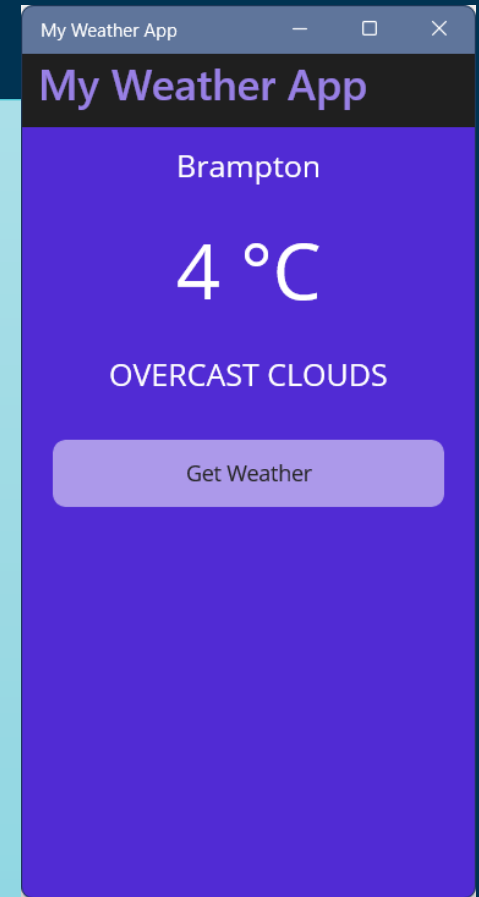 My Weather App
My Weather App
Brampton
4 °C
OVERCAST CLOUDS
Get Weather